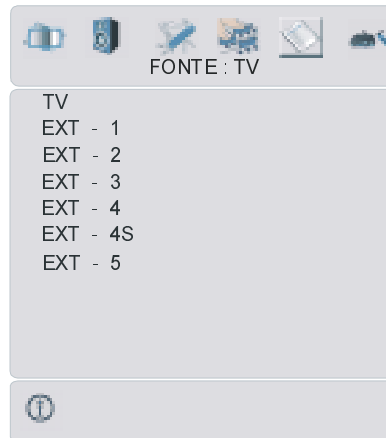 FONTE : TV
TV
EXT - 1
EXT - 2
EXT - 3
EXT - 4
EXT - 4S
EXT - 5